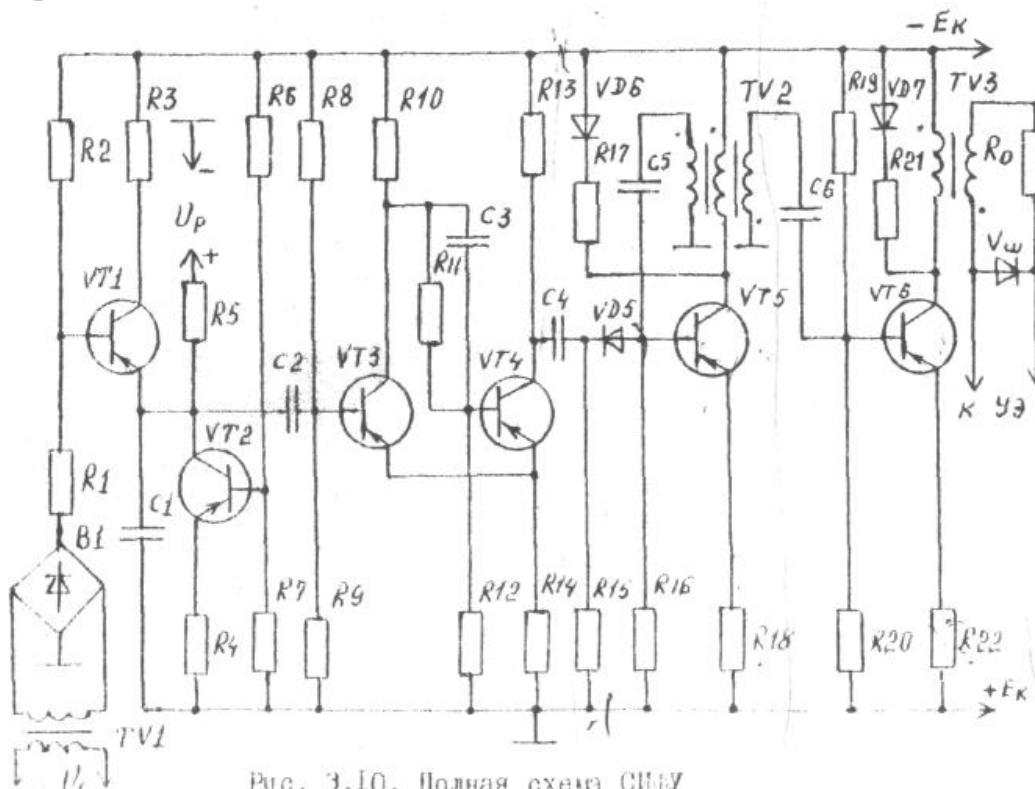 - Eк
R3
R6
R8
R10
R13
VD6
TV2
R19
VD7
TV3
R2
R17
C5
R21
Uр
-
+
C3
C6
VT1
R5
R11
C4
VD5
VT5
VT6
C2
VT3
VT4
К
УЭ
VT2
R1
C1
B1
R4
R7
R9
R12
R14
R15
R16
R18
R20
R22
+Eк
TV1
Рис. 3.10. Полная схема СИФУ